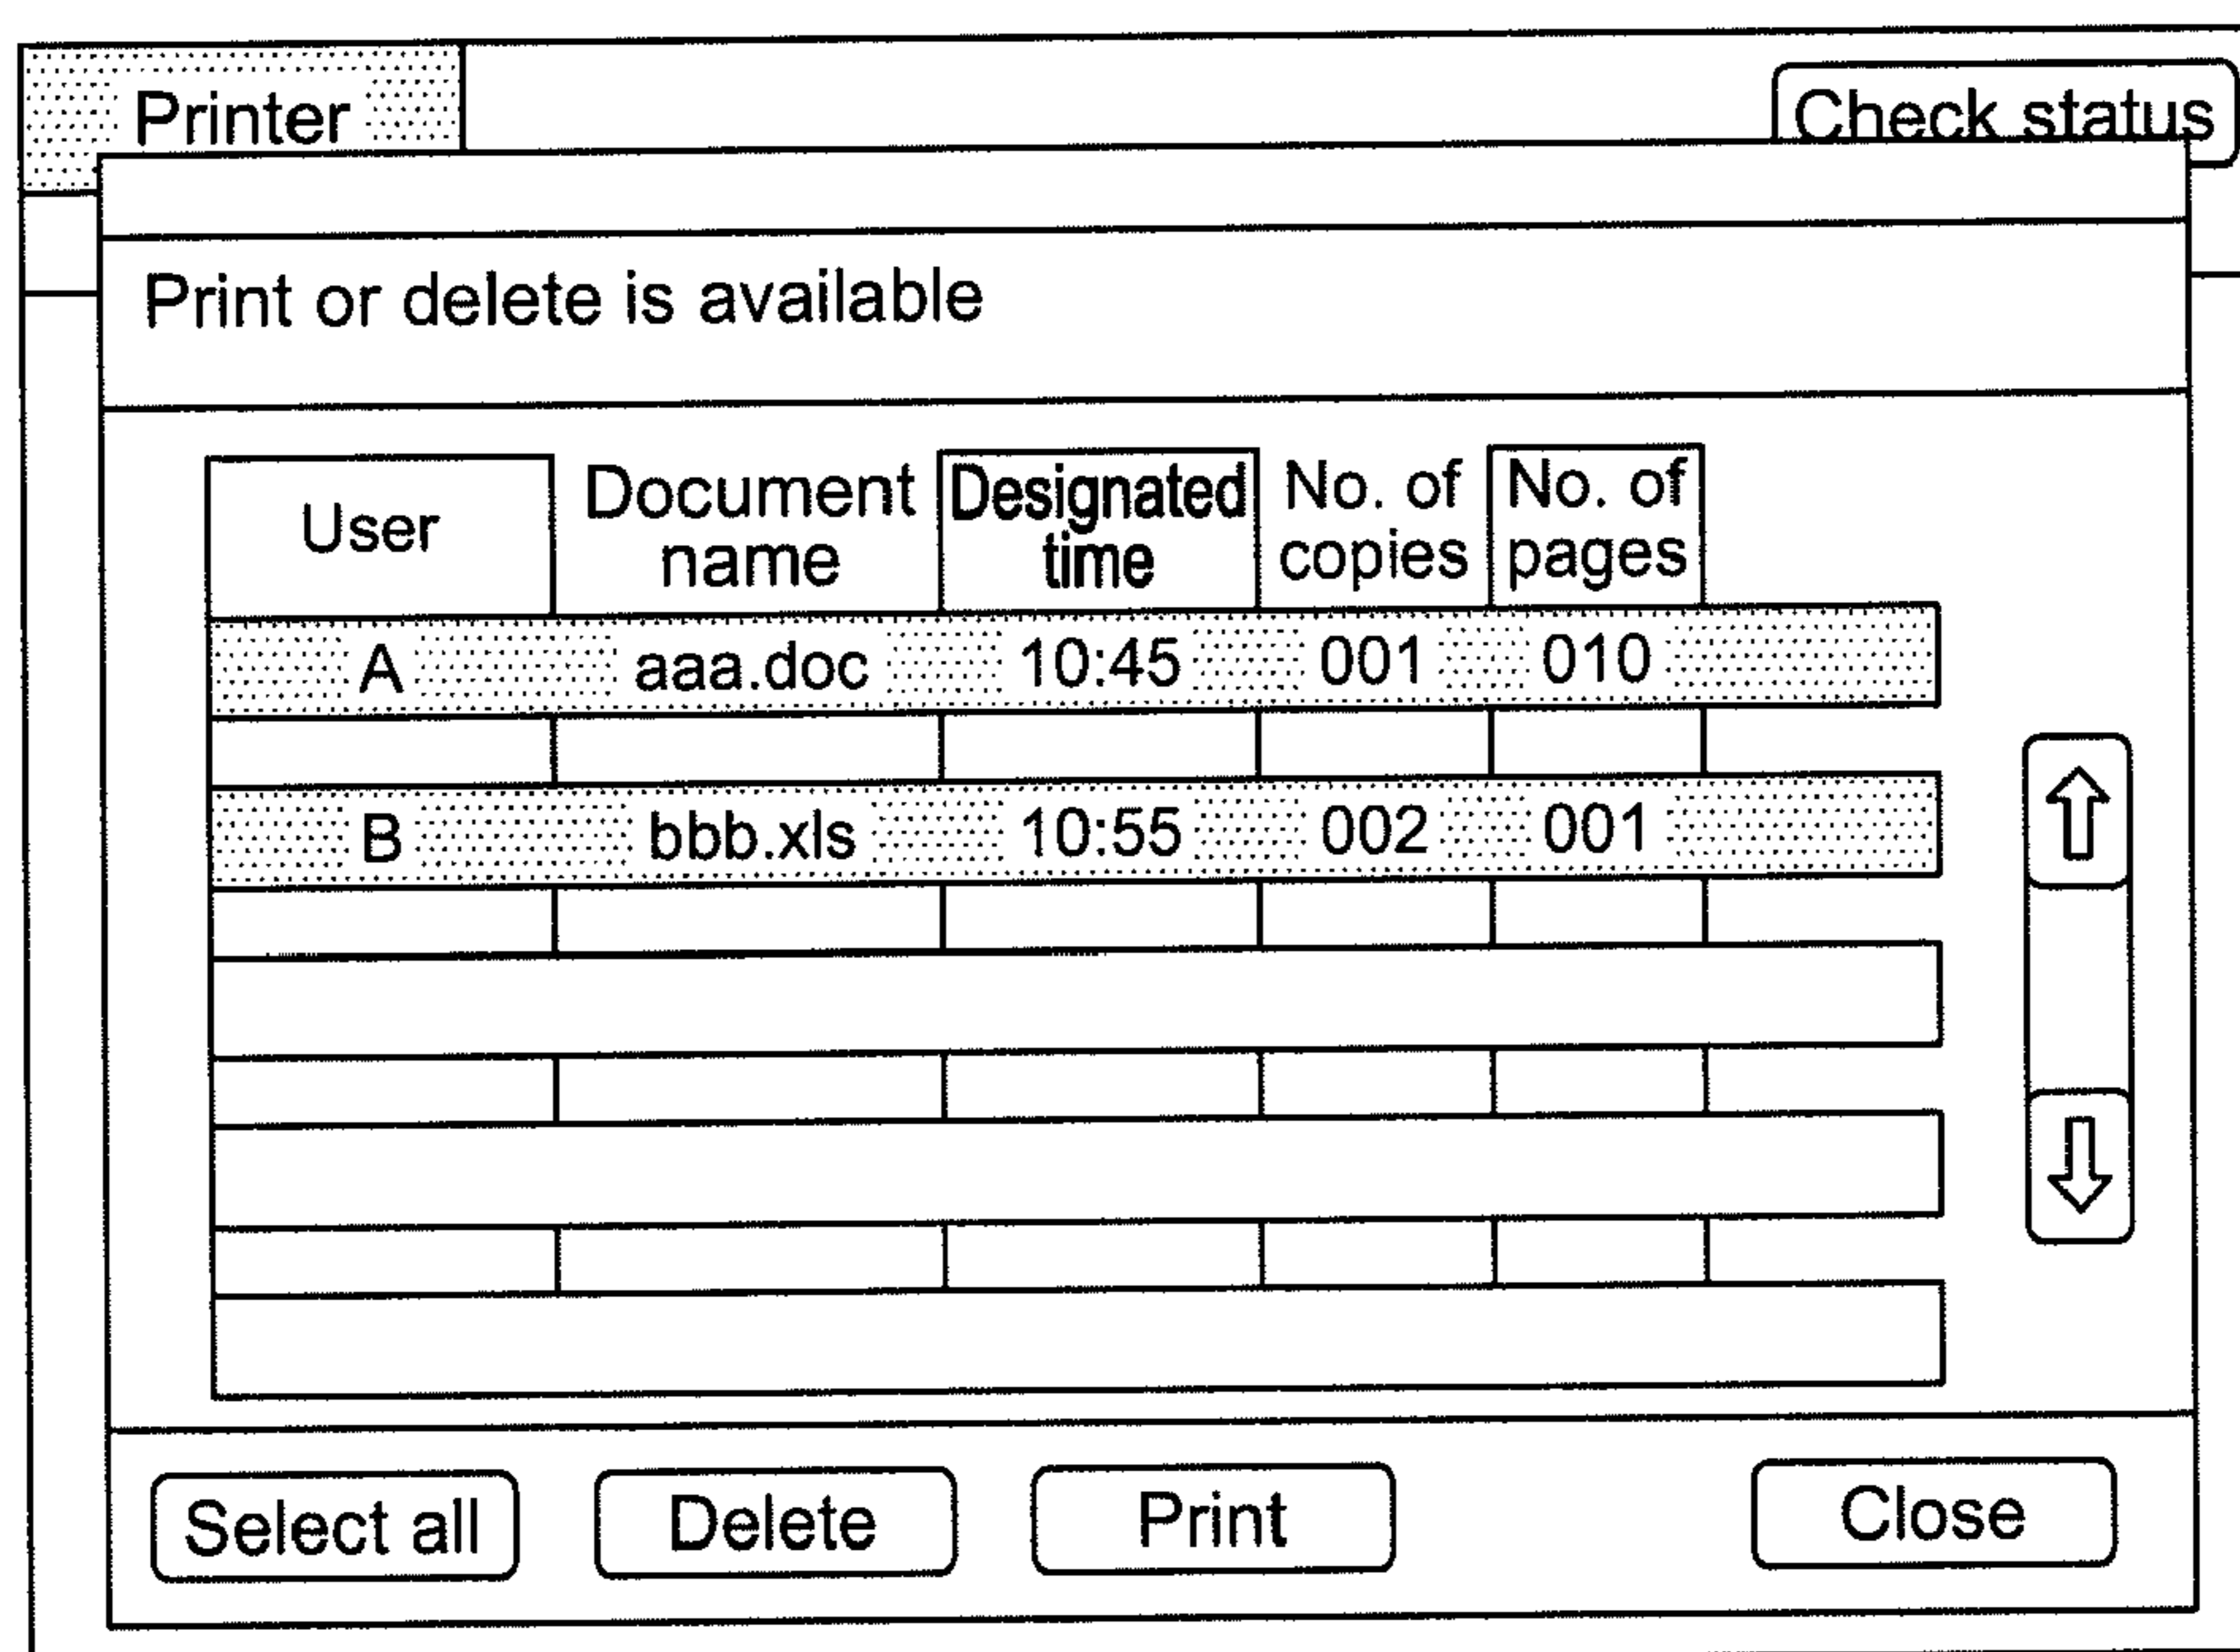 Printer
Check status
Print or delete is available
User Document name Designated time No. of copies No. of pages
A aaa.doc 10:45 001 010
B bbb.xls 10:55 002 001
Select all Delete Print Close